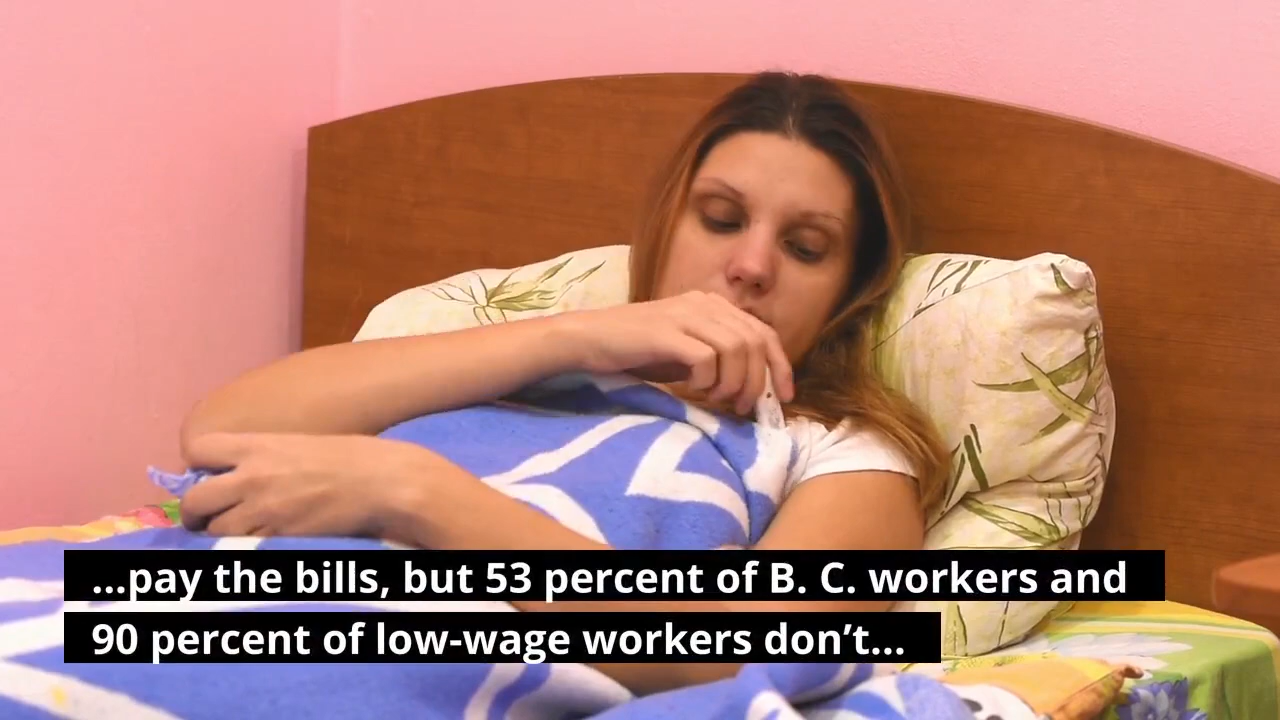 ...pay the bills, but 53 percent of B. C. workers and
90 percent of low-wage workers don’t...